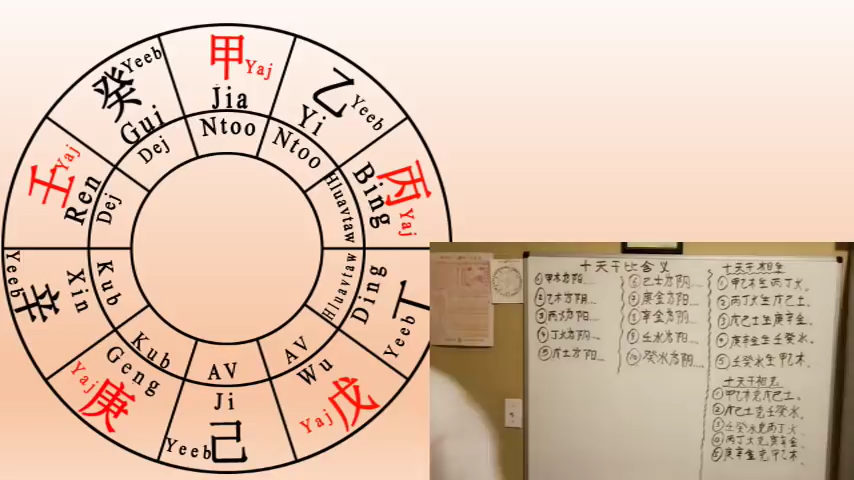 甲
Yaj
Jia
Ntoo
乙
Yeeb
Yi
Ntoo
丙
Yaj
Bing
Hluavtaw
丁
Yeeb
Ding
Hluavtaw
戊
Yaj
Wu
AV
己
Yeeb
Ji
AV
庚
Yaj
Geng
Kub
辛
Yeeb
Xin
Kub
壬
Yaj
Ren
Dej
癸
Yeeb
Gui
Dej
十天干比含义
① 甲木为阳...
② 乙木为阴...
③ 丙火为阳...
④ 丁火为阴...
⑤ 戊土为阳...
⑥ 己土为阴...
⑦ 庚金为阳...
⑧ 辛金为阴...
⑨ 壬水为阳...
⑩ 癸水为阴...
十天干相生
① 甲乙木生丙丁火.
② 丙丁火生戊己土.
③ 戊己土生庚辛金.
④ 庚辛金生壬癸水.
⑤ 壬癸水生甲乙木.
十天干相克
① 甲乙木克戊己土.
② 戊己土克壬癸水.
③ 壬癸水克丙丁火.
④ 丙丁火克庚辛金.
⑤ 庚辛金克甲乙木.